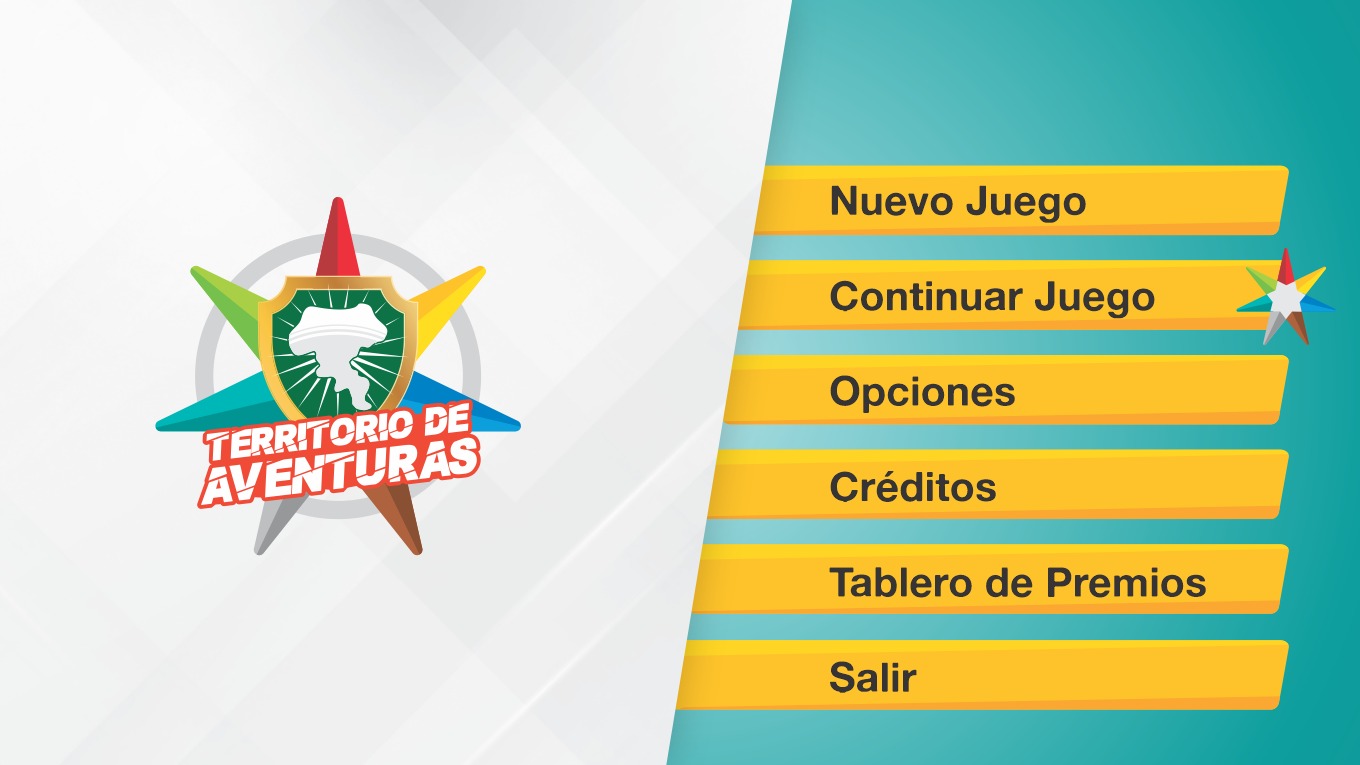 TERRITORIO DE
AVENTURAS
Nuevo Juego
Continuar Juego
Opciones
Créditos
Tablero de Premios
Salir